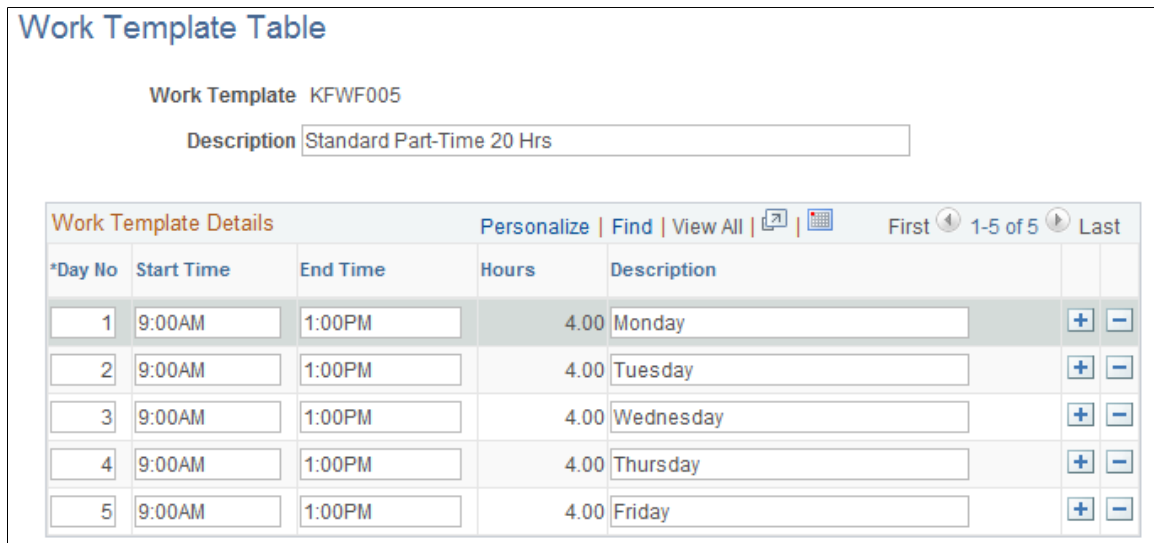 Work Template Table
Work Template KFWF005
Description Standard Part-Time 20 Hrs
Work Template Details Personalize | Find | View All | | First 1-5 of 5 Last
*Day No Start Time End Time Hours Description
1 9:00AM 1:00PM 4.00 Monday
2 9:00AM 1:00PM 4.00 Tuesday
3 9:00AM 1:00PM 4.00 Wednesday
4 9:00AM 1:00PM 4.00 Thursday
5 9:00AM 1:00PM 4.00 Friday